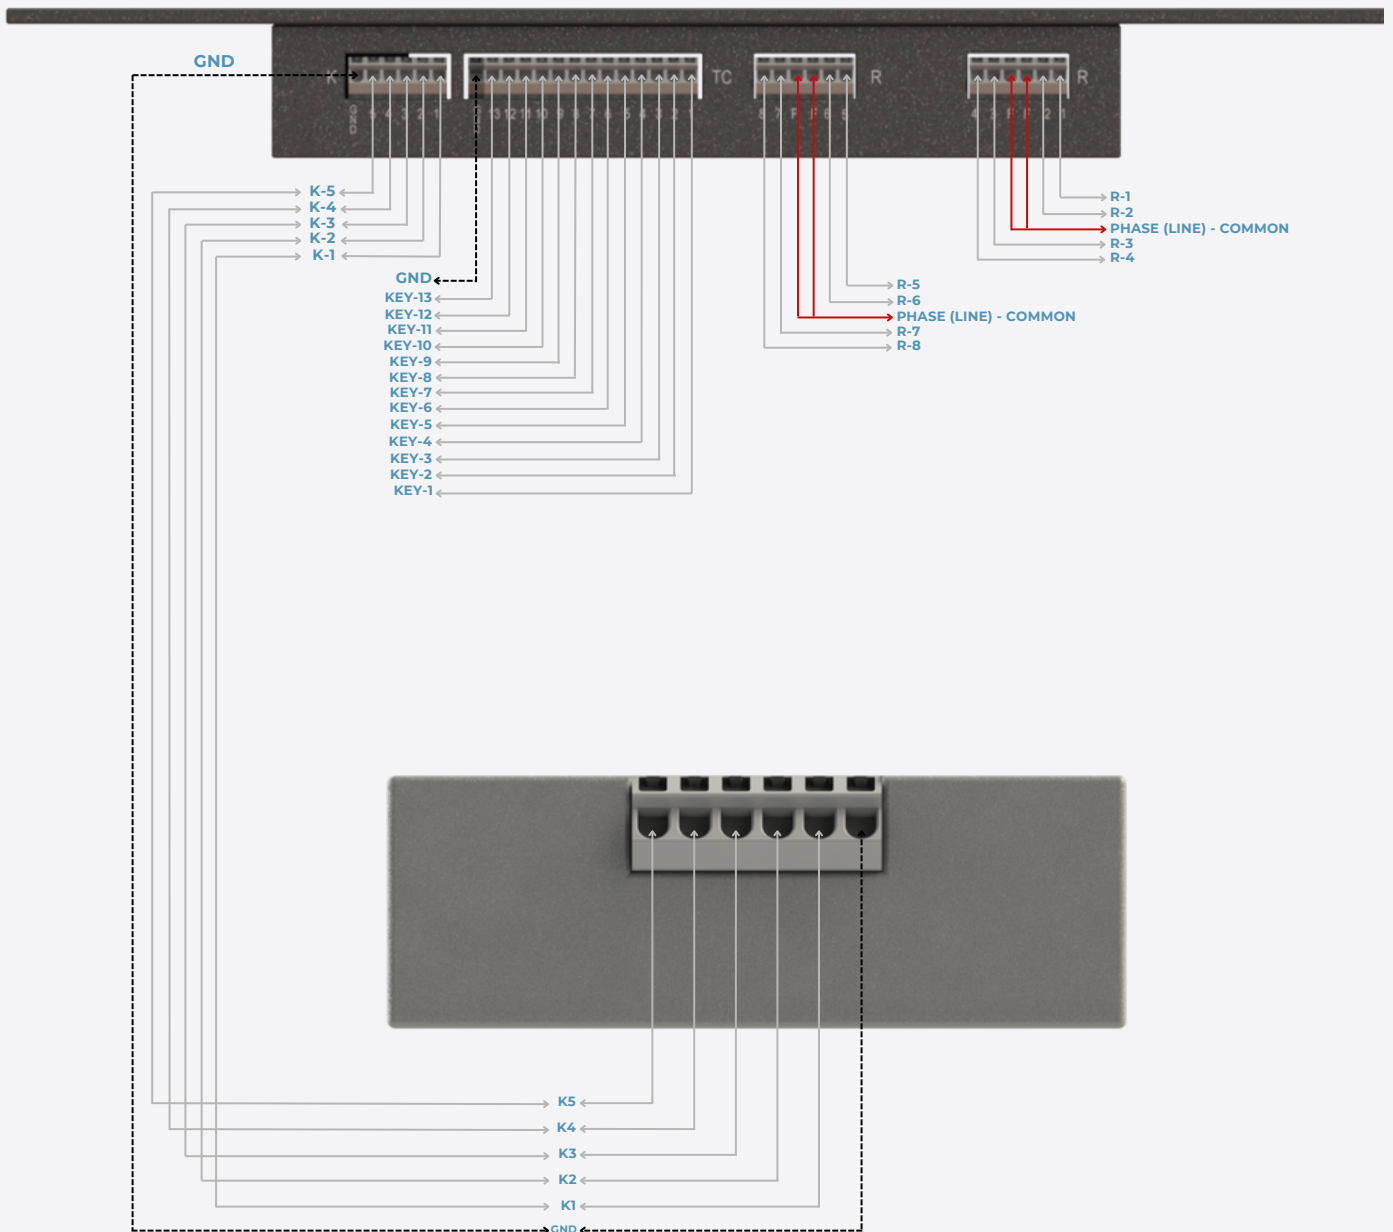 GND
K
TC
R
R
GND 5 4 3 2 1
13 12 11 10 9 8 7 6 5 4 3 2 1
8 7 F F 6 5
4 3 F F 2 1
K-5
K-4
K-3
K-2
K-1
GND
KEY-13
KEY-12
KEY-11
KEY-10
KEY-9
KEY-8
KEY-7
KEY-6
KEY-5
KEY-4
KEY-3
KEY-2
KEY-1
R-5
R-6
PHASE (LINE) - COMMON
R-7
R-8
R-1
R-2
PHASE (LINE) - COMMON
R-3
R-4
K5
K4
K3
K2
K1
GND